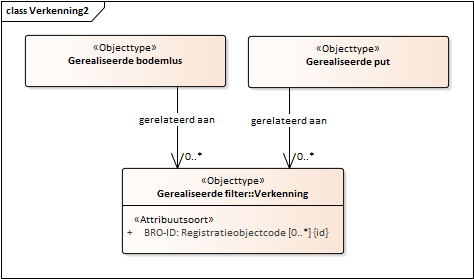 class Verkenning2
«Objecttype»
Gerealiseerde bodemlus
«Objecttype»
Gerealiseerde put
gerelateerd aan
gerelateerd aan
0..*
0..*
«Objecttype»
Gerealiseerde filter::Verkenning
«Attribuutsoort»
+ BRO-ID: Registratieobjectcode [0..*] {id}